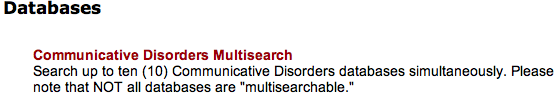 Databases
Communicative Disorders Multisearch
Search up to ten (10) Communicative Disorders databases simultaneously. Please
note that NOT all databases are "multisearchable."